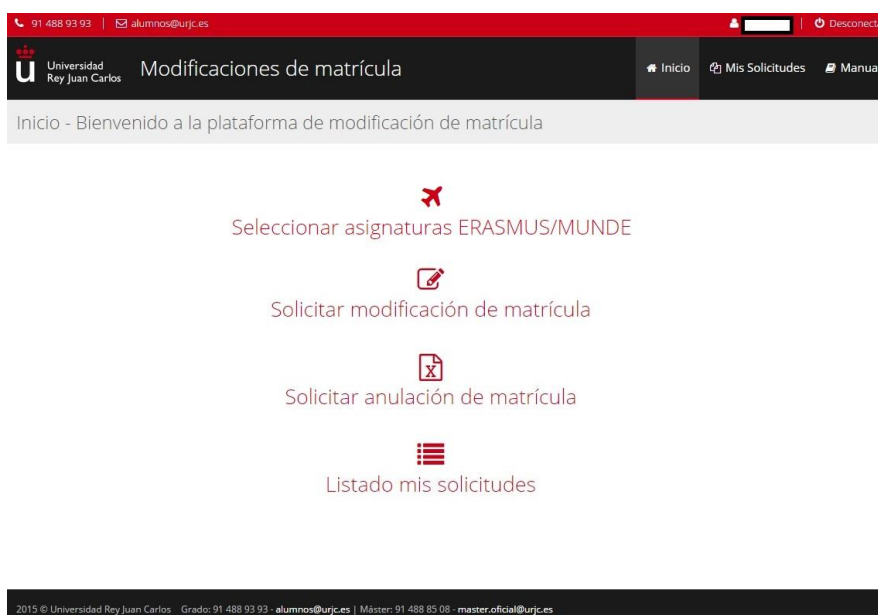 91 488 93 93 | alumnos@urjc.es | Desconecta
Universidad
Rey Juan Carlos
Modificaciones de matrícula
Inicio Mis Solicitudes Manua
Inicio - Bienvenido a la plataforma de modificación de matrícula
Seleccionar asignaturas ERASMUS/MUNDE
Solicitar modificación de matrícula
Solicitar anulación de matrícula
Listado mis solicitudes
2015 © Universidad Rey Juan Carlos Grado: 91 488 93 93 - alumnos@urjc.es | Máster: 91 488 85 08 - master.oficial@urjc.es